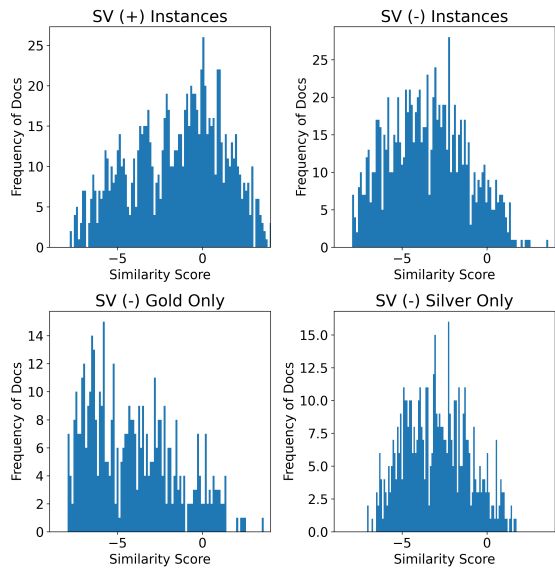 SV (+) Instances
Frequency of Docs
25
20
15
10
5
0
−5
0
Similarity Score
SV (-) Instances
Frequency of Docs
25
20
15
10
5
0
−5
0
Similarity Score
SV (-) Gold Only
Frequency of Docs
14
12
10
8
6
4
2
0
−5
0
Similarity Score
SV (-) Silver Only
Frequency of Docs
15.0
12.5
10.0
7.5
5.0
2.5
0.0
−5
0
Similarity Score